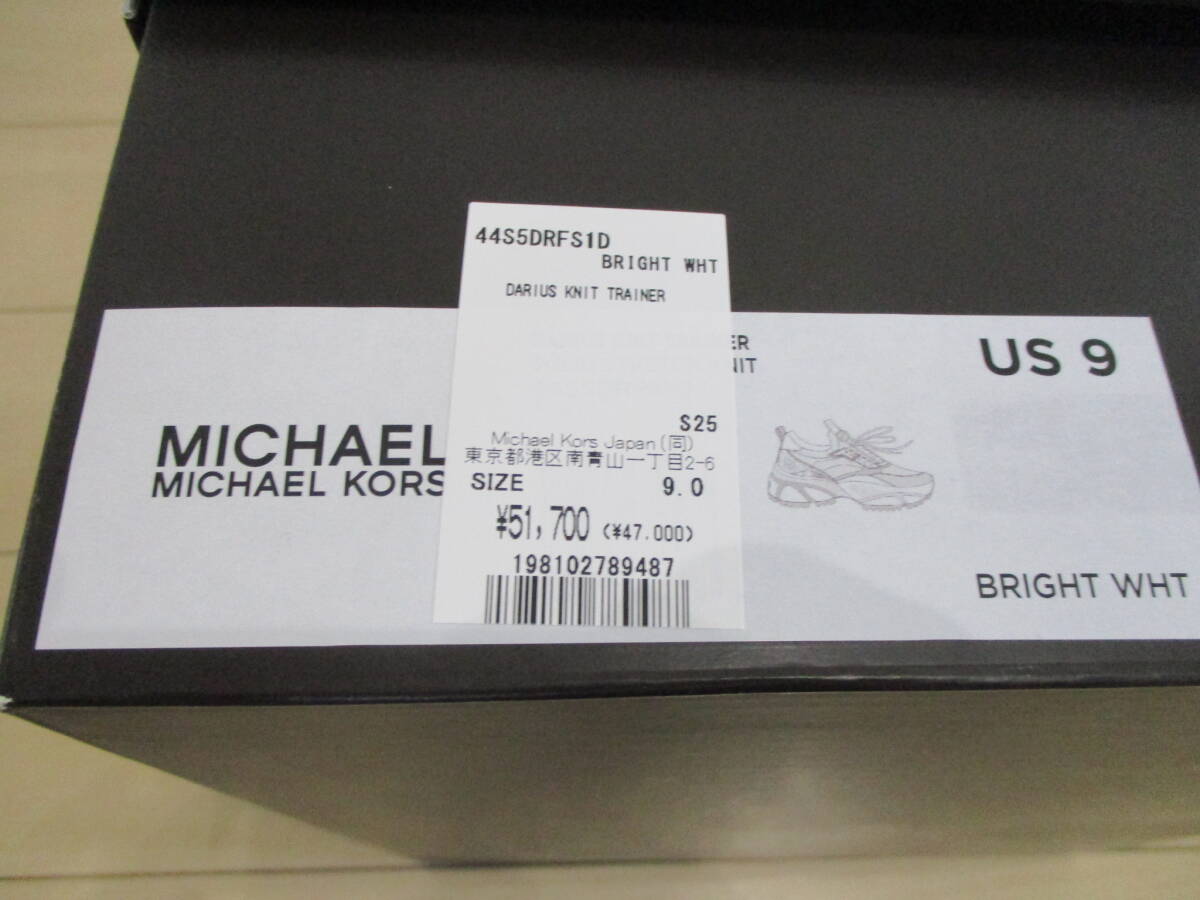 44S5DRFS1D
BRIGHT WHT
DARIUS KNIT TRAINER
S25
Michael Kors Japan(同)
東京都港区南青山一丁目2-6
SIZE 9.0
¥51,700 (¥47.000)
198102789487
MICHAEL
MICHAEL KORS
US 9
BRIGHT WHT